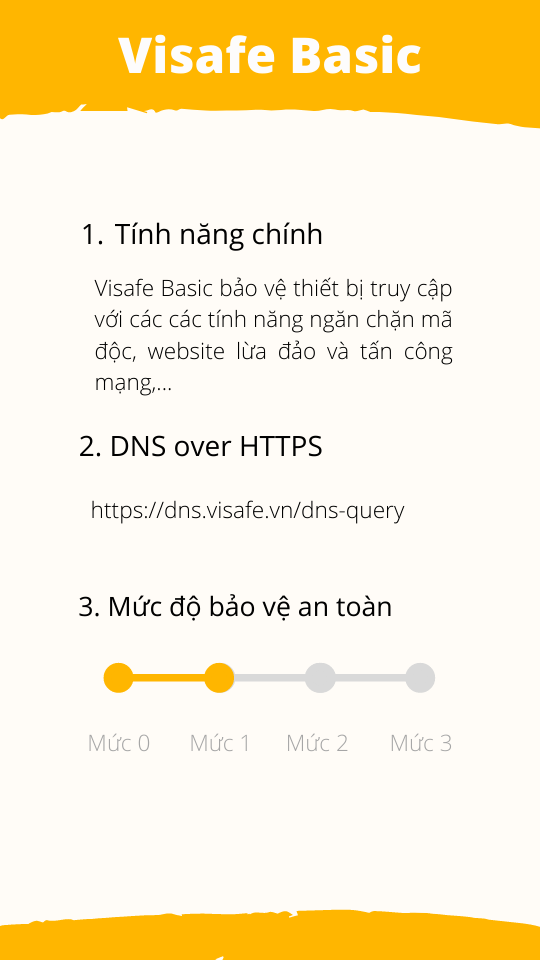 Visafe Basic
1. Tính năng chính
Visafe Basic bảo vệ thiết bị truy cập
với các các tính năng ngăn chặn mã
độc, website lừa đảo và tấn công
mạng,...
2. DNS over HTTPS
https://dns.visafe.vn/dns-query
3. Mức độ bảo vệ an toàn
Mức 0 Mức 1 Mức 2 Mức 3